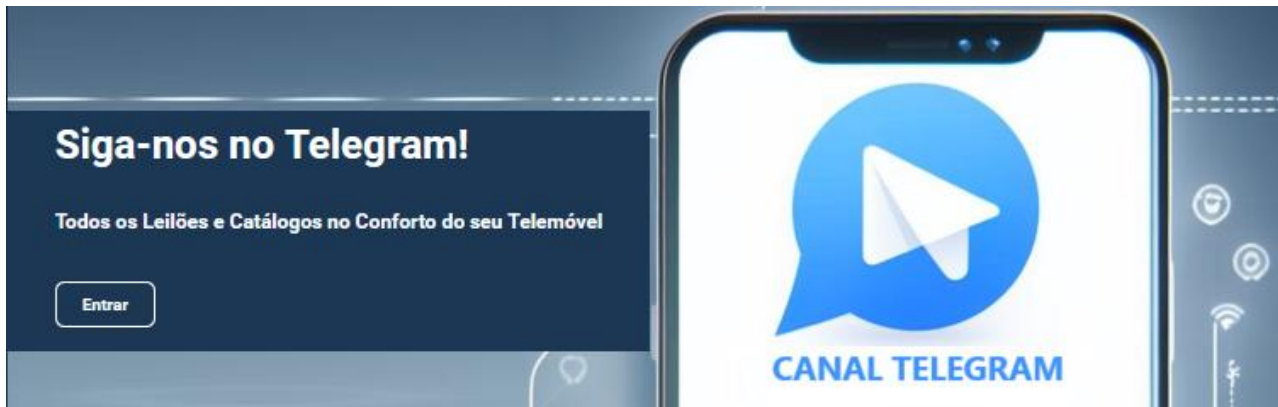 Siga-nos no Telegram!
Todos os Leilões e Catálogos no Conforto do seu Telemóvel
Entrar
CANAL TELEGRAM